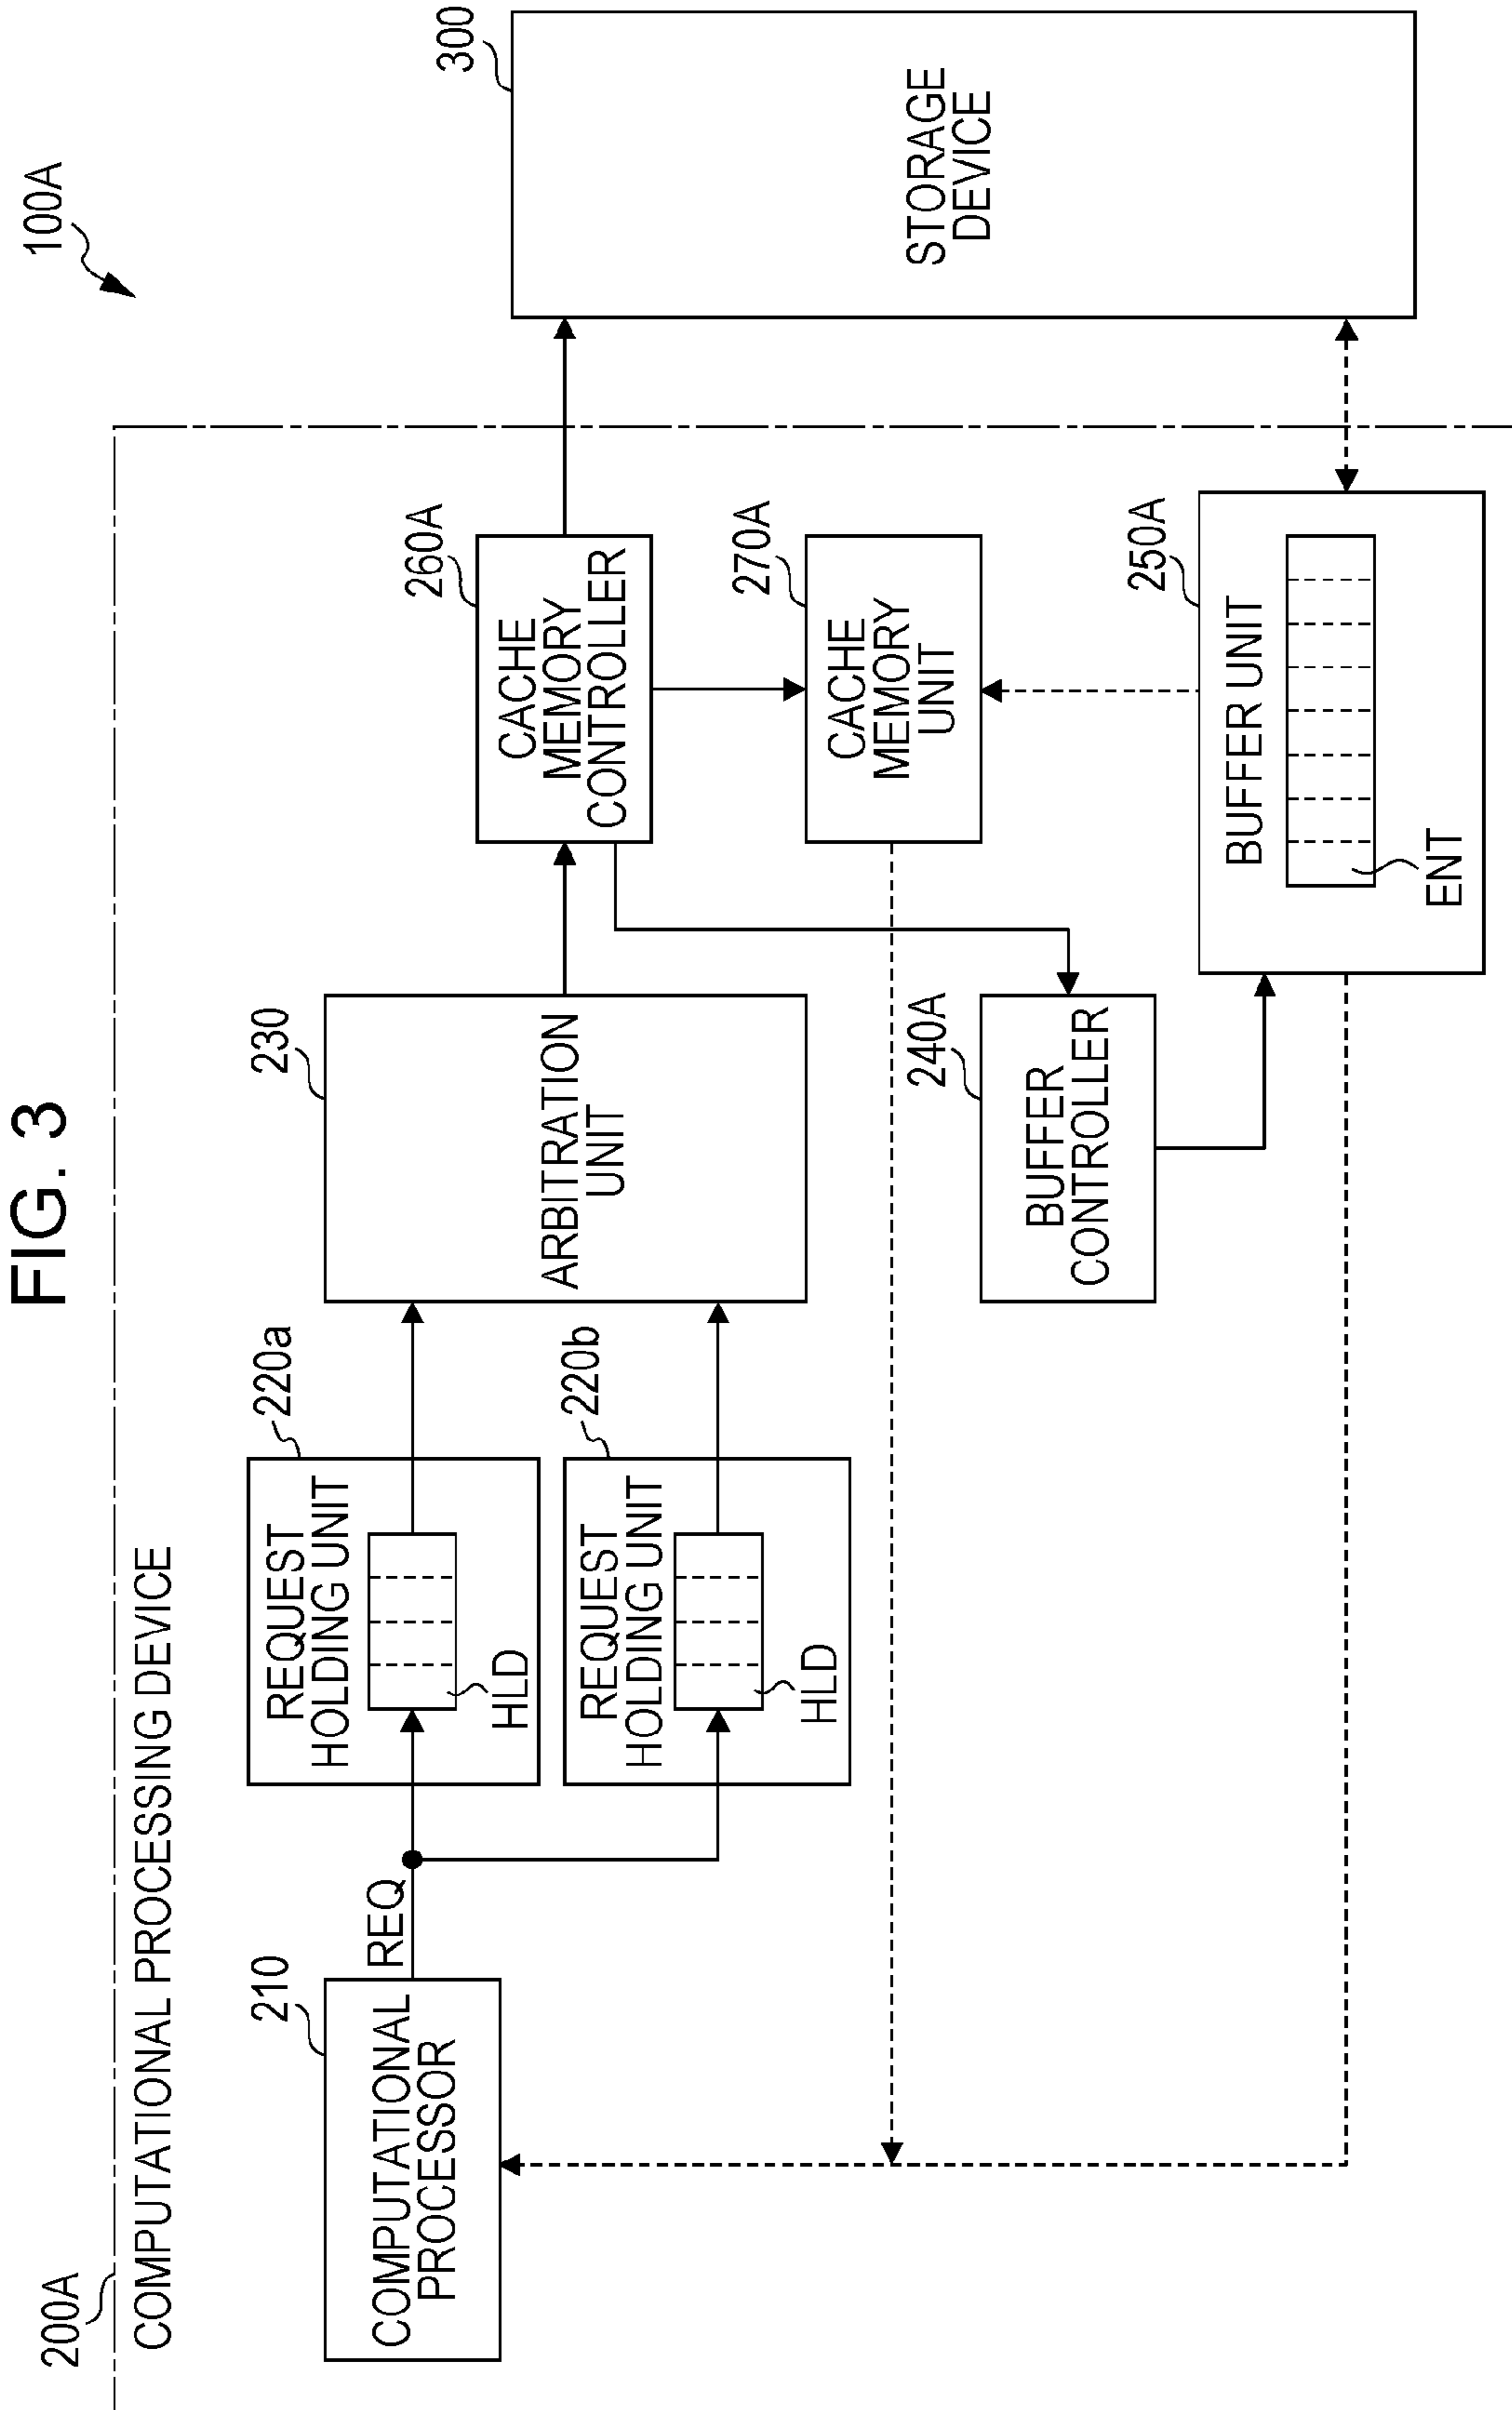 FIG. 3
100A
200A
COMPUTATIONAL PROCESSING DEVICE
210
COMPUTATIONAL
PROCESSOR
REQ
220a
REQUEST
HOLDING UNIT
HLD
220b
REQUEST
HOLDING UNIT
HLD
230
ARBITRATION
UNIT
240A
BUFFER
CONTROLLER
260A
CACHE
MEMORY
CONTROLLER
270A
CACHE
MEMORY
UNIT
250A
BUFFER UNIT
ENT
300
STORAGE
DEVICE